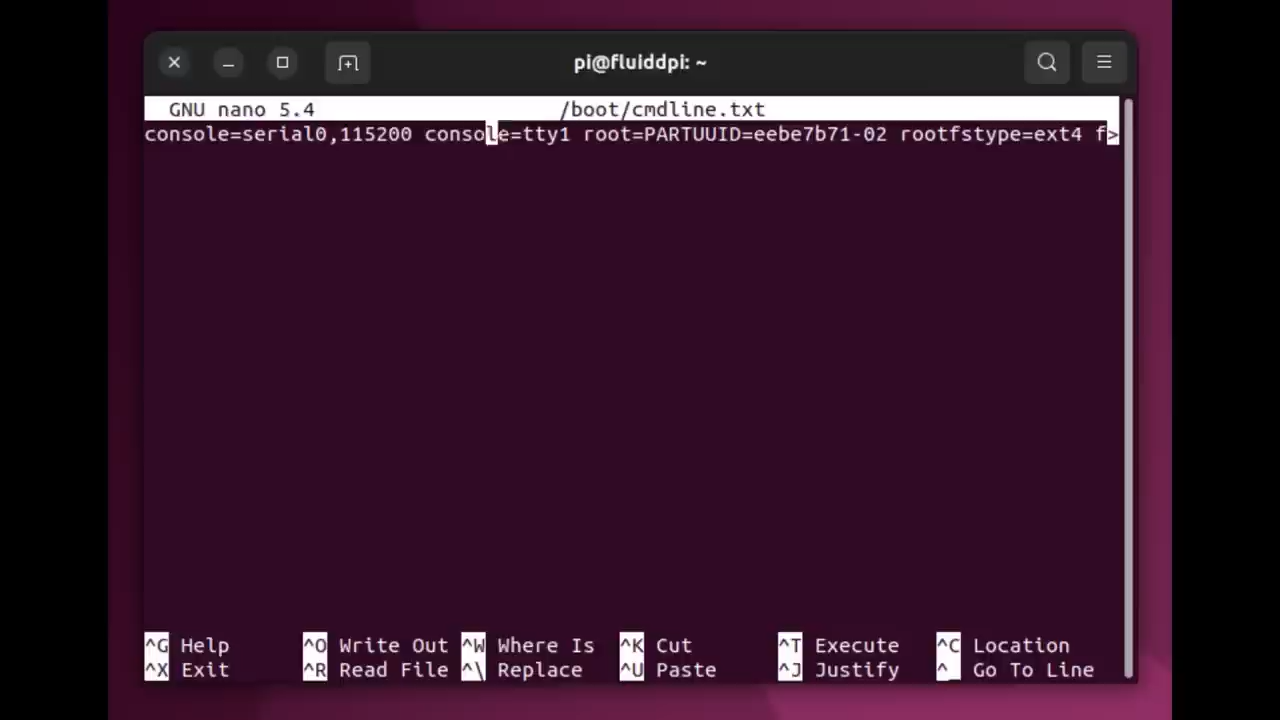 pi@fluiddpi: ~
GNU nano 5.4 /boot/cmdline.txt
console=serial0,115200 console=tty1 root=PARTUUID=eebe7b71-02 rootfstype=ext4 f>
^G Help ^O Write Out ^W Where Is ^K Cut ^T Execute ^C Location
^X Exit ^R Read File ^\ Replace ^U Paste ^J Justify ^_ Go To Line